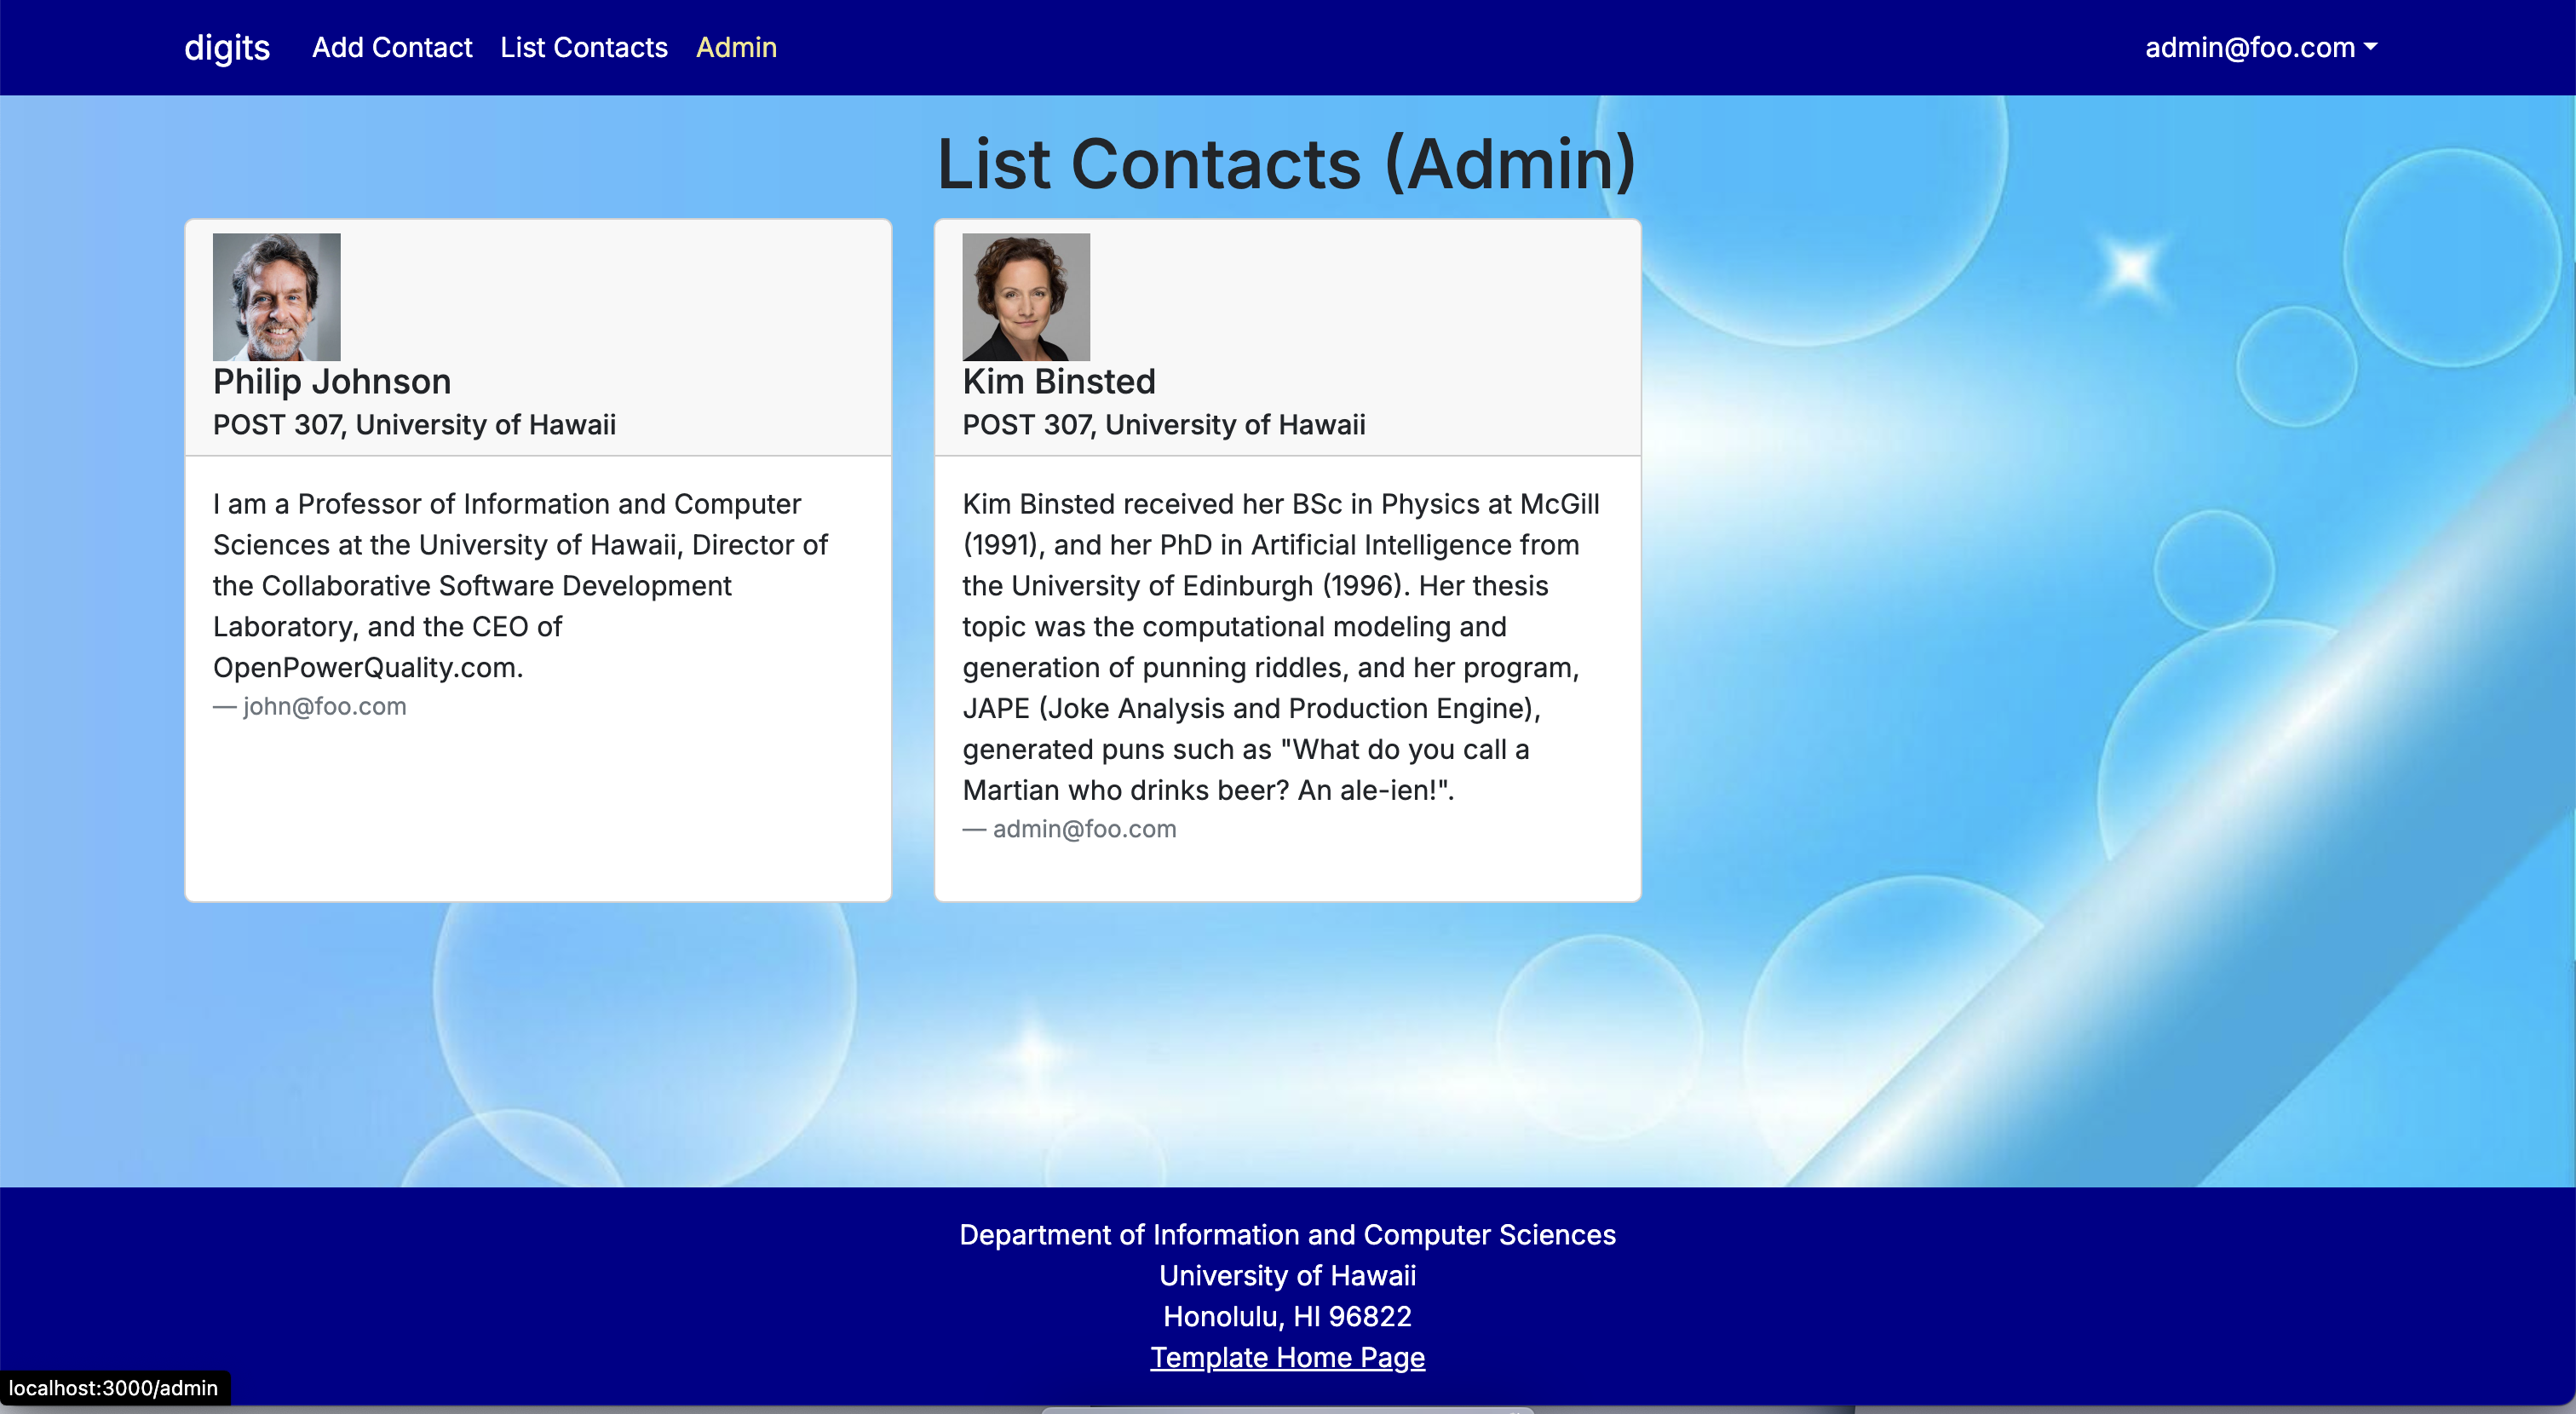 digits Add Contact List Contacts Admin admin@foo.com
List Contacts (Admin)
Philip Johnson
POST 307, University of Hawaii
I am a Professor of Information and Computer
Sciences at the University of Hawaii, Director of
the Collaborative Software Development
Laboratory, and the CEO of
OpenPowerQuality.com.
— john@foo.com
Kim Binsted
POST 307, University of Hawaii
Kim Binsted received her BSc in Physics at McGill
(1991), and her PhD in Artificial Intelligence from
the University of Edinburgh (1996). Her thesis
topic was the computational modeling and
generation of punning riddles, and her program,
JAPE (Joke Analysis and Production Engine),
generated puns such as "What do you call a
Martian who drinks beer? An ale-ien!".
— admin@foo.com
Department of Information and Computer Sciences
University of Hawaii
Honolulu, HI 96822
Template Home Page
localhost:3000/admin